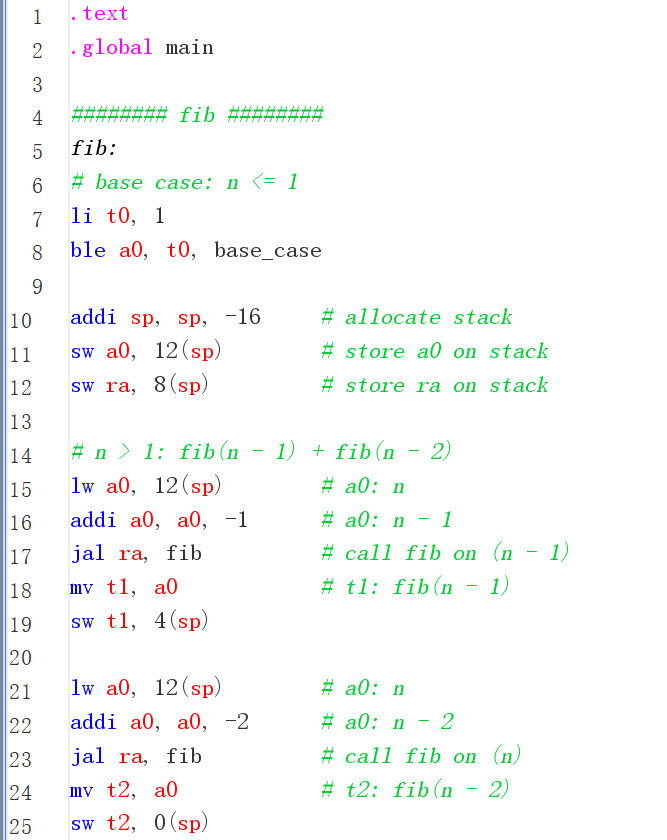 1 .text
2 .global main
3
4 ######## fib ########
5 fib:
6 # base case: n <= 1
7 li t0, 1
8 ble a0, t0, base_case
9
10 addi sp, sp, -16 # allocate stack
11 sw a0, 12(sp) # store a0 on stack
12 sw ra, 8(sp) # store ra on stack
13
14 # n > 1: fib(n - 1) + fib(n - 2)
15 lw a0, 12(sp) # a0: n
16 addi a0, a0, -1 # a0: n - 1
17 jal ra, fib # call fib on (n - 1)
18 mv t1, a0 # t1: fib(n - 1)
19 sw t1, 4(sp)
20
21 lw a0, 12(sp) # a0: n
22 addi a0, a0, -2 # a0: n - 2
23 jal ra, fib # call fib on (n)
24 mv t2, a0 # t2: fib(n - 2)
25 sw t2, 0(sp)